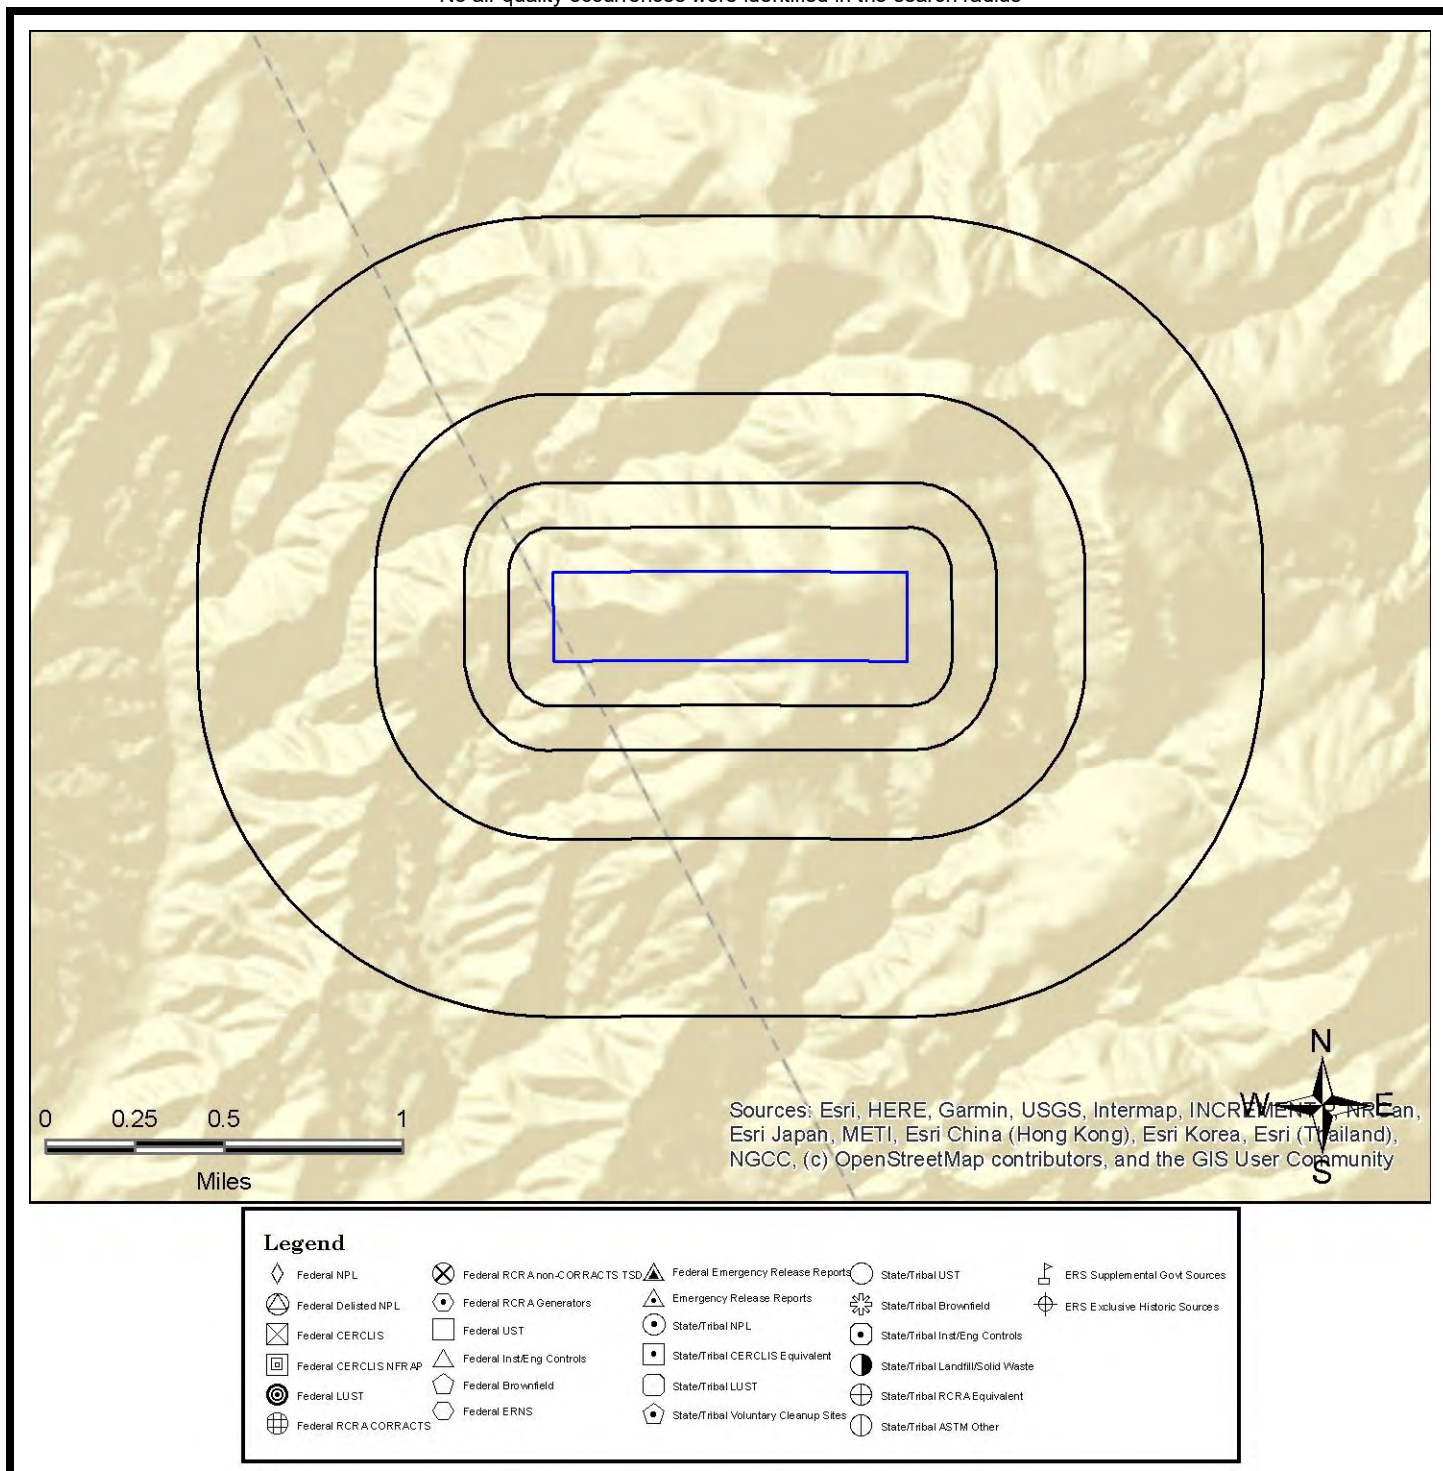 No air quality occurrences were identified in the search radius
0 0.25 0.5 1
Miles
N
W E
S
Sources: Esri, HERE, Garmin, USGS, Intermap, INCREMENT P, NRCan,
Esri Japan, METI, Esri China (Hong Kong), Esri Korea, Esri (Thailand),
NGCC, (c) OpenStreetMap contributors, and the GIS User Community
Legend
Federal NPL
Federal Delisted NPL
Federal CERCLIS
Federal CERCLIS NFRAP
Federal LUST
Federal RCRA CORRACTS
Federal RCRA non-CORRACTS TSD
Federal RCRA Generators
Federal UST
Federal Inst/Eng Controls
Federal Brownfield
Federal ERNS
Federal Emergency Release Reports
Emergency Release Reports
State/Tribal NPL
State/Tribal CERCLIS Equivalent
State/Tribal LUST
State/Tribal Voluntary Cleanup Sites
State/Tribal UST
State/Tribal Brownfield
State/Tribal Inst/Eng Controls
State/Tribal Landfill/Solid Waste
State/Tribal RCRA Equivalent
State/Tribal ASTM Other
ERS Supplemental Govt Sources
ERS Exclusive Historic Sources